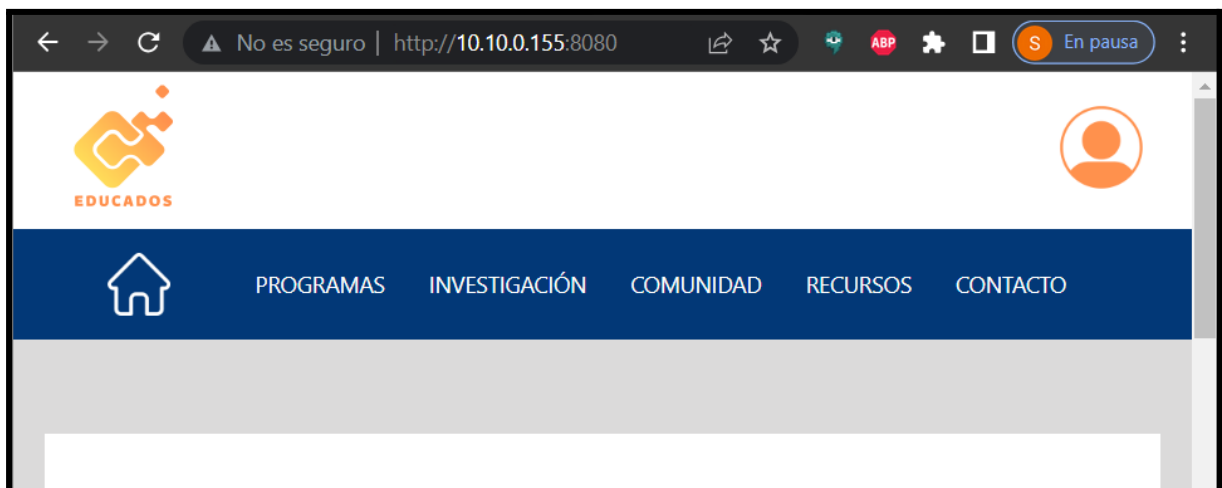 No es seguro | http://10.10.0.155:8080 ABP S En pausa
EDUCADOS
PROGRAMAS INVESTIGACIÓN COMUNIDAD RECURSOS CONTACTO